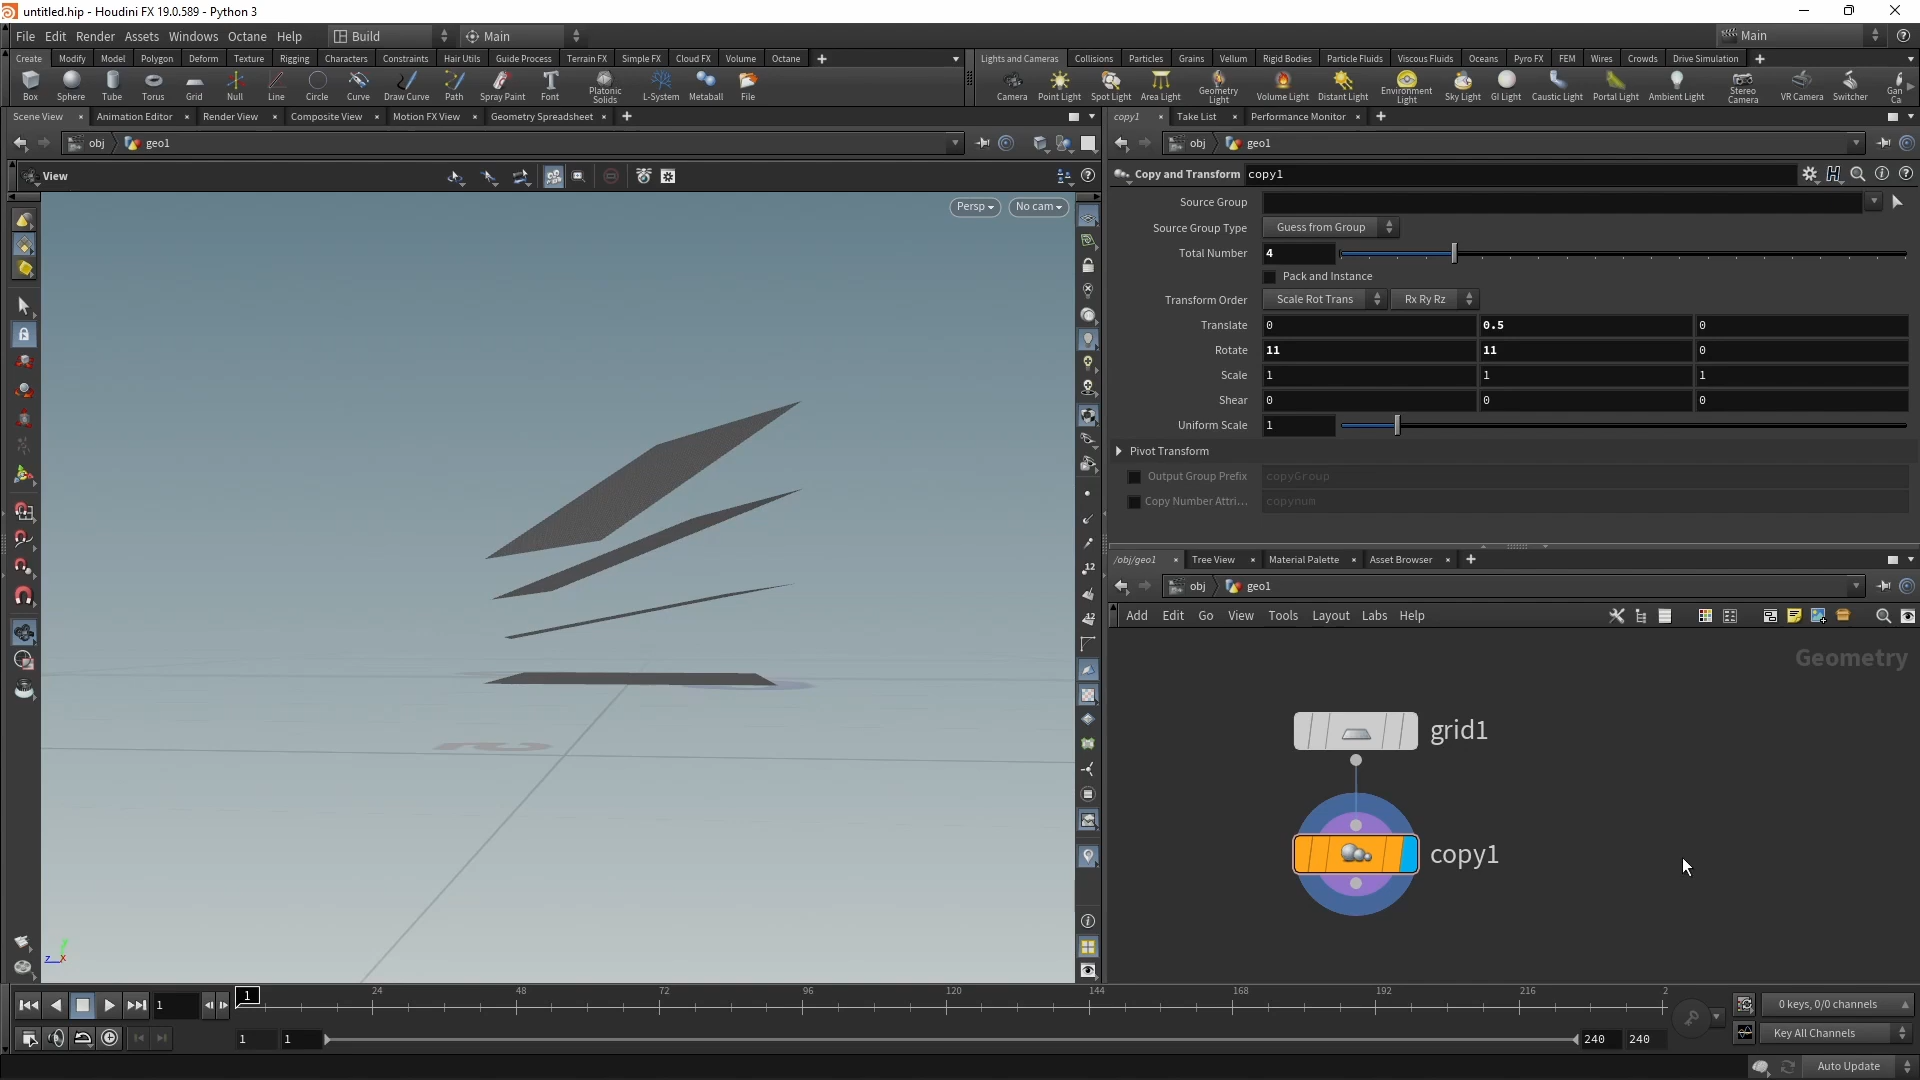 untitled.hip - Houdini FX 19.0.589 - Python 3
File Edit Render Assets Windows Octane Help Build Main Main
Create Modify Model Polygon Deform Texture Rigging Characters Constraints Hair Utils Guide Process Terrain FX Simple FX Cloud FX Volume Octane
Lights and Cameras Collisions Particles Grains Vellum Rigid Bodies Particle Fluids Viscous Fluids Oceans Pyro FX FEM Wires Crowds Drive Simulation
Box Sphere Tube Torus Grid Null Line Circle Curve Draw Curve Path Spray Paint Font Platonic Solids L-System Metaball File
Camera Point Light Spot Light Area Light Geometry Light Volume Light Distant Light Environment Light Sky Light GI Light Caustic Light Portal Light Ambient Light Stereo Camera VR Camera Switcher Gan Ca
Scene View Animation Editor Render View Composite View Motion FX View Geometry Spreadsheet
copy1 Take List Performance Monitor
obj geo1
obj geo1
View
Persp No cam
Copy and Transform copy1
Source Group
Source Group Type Guess from Group
Total Number 4
Pack and Instance
Transform Order Scale Rot Trans Rx Ry Rz
Translate 0 0.5 0
Rotate 11 11 0
Scale 1 1 1
Shear 0 0 0
Uniform Scale 1
Pivot Transform
Output Group Prefix copyGroup
Copy Number Attri... copynum
/obj/geo1 Tree View Material Palette Asset Browser
obj geo1
Add Edit Go View Tools Layout Labs Help
Geometry
grid1
copy1
z x y
1 1 24 48 72 96 120 144 168 192 216 2
0 keys, 0/0 channels
1 1 240 240
Key All Channels
Auto Update